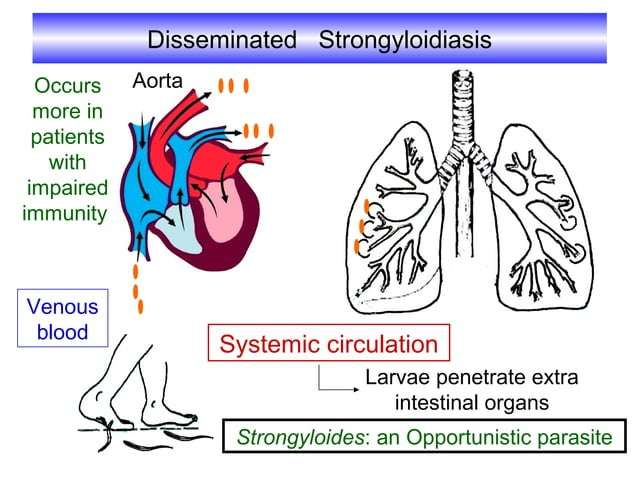 Disseminated Strongyloidiasis
Occurs
more in
patients
with
impaired
immunity
Aorta
Venous
blood
Systemic circulation
Larvae penetrate extra
intestinal organs
Strongyloides: an Opportunistic parasite